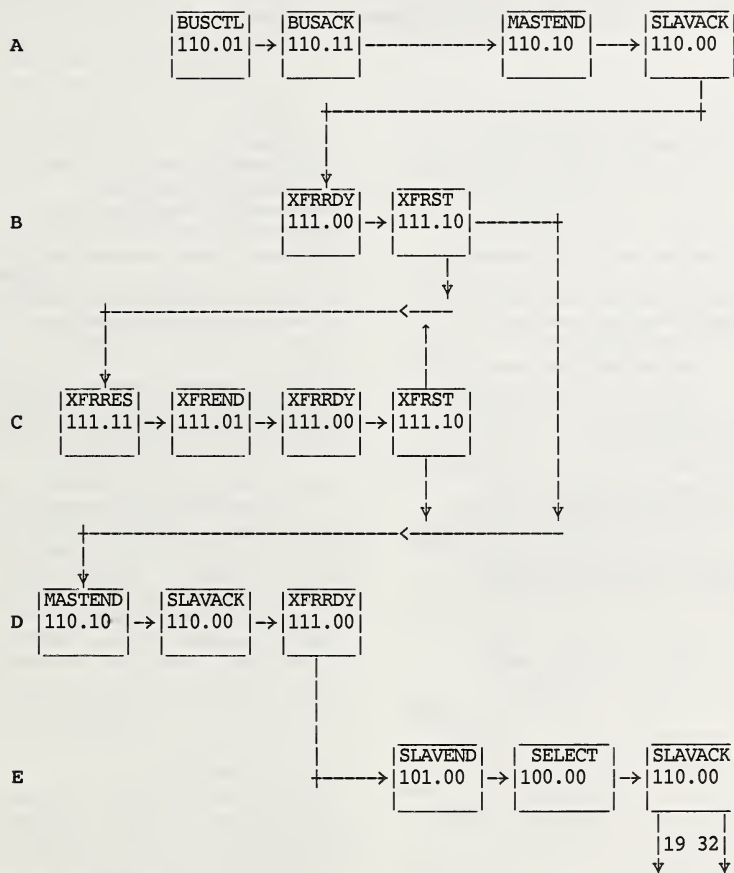 BUSCTL BUSACK MASTEND SLAVACK
A 110.01 110.11 110.10 110.00
XFRRDY XFRST
B 111.00 111.10
XFRRES XFREND XFRRDY XFRST
C 111.11 111.01 111.00 111.10
MASTEND SLAVACK XFRRDY
D 110.10 110.00 111.00
SLAVEND SELECT SLAVACK
E 101.00 100.00 110.00
19 32